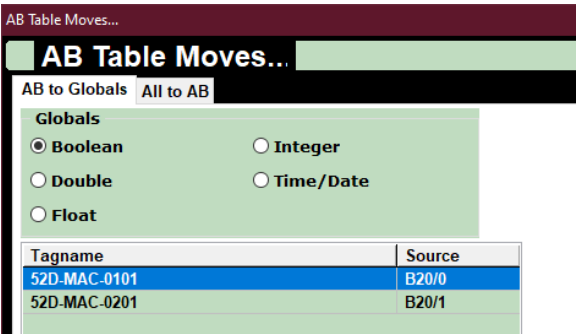 AB Table Moves...
AB Table Moves...
AB to Globals All to AB
Globals
Boolean Integer
Double Time/Date
Float
Tagname Source
52D-MAC-0101 B20/0
52D-MAC-0201 B20/1